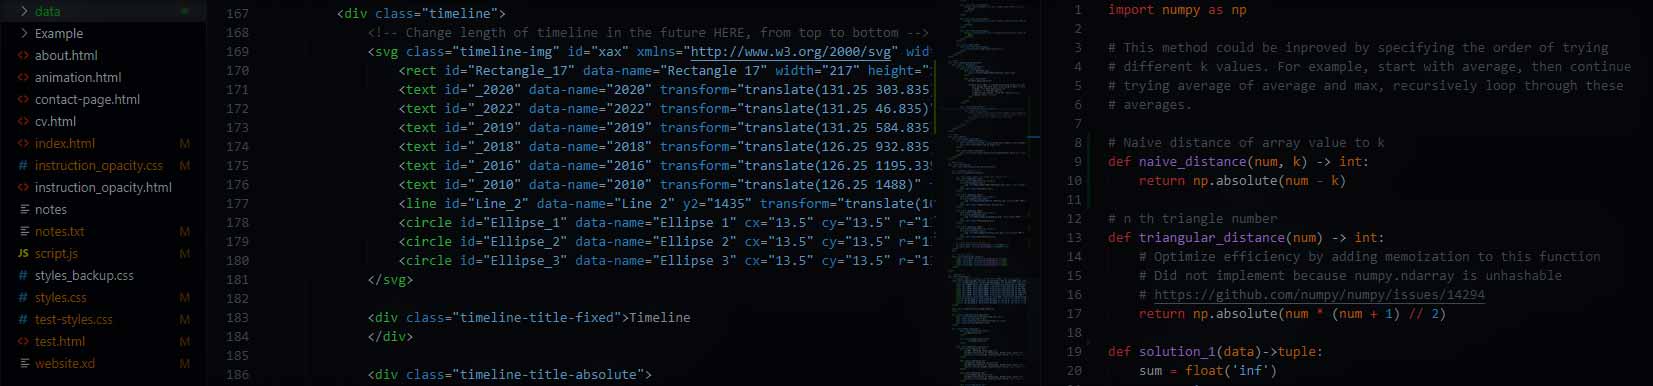 data
Example
about.html
animation.html
contact-page.html
cv.html
index.html M
instruction_opacity.css M
instruction_opacity.html
notes
notes.txt M
JS script.js M
styles_backup.css
styles.css M
test-styles.css M
test.html M
website.xd M
167 <div class="timeline">
168 <!-- Change length of timeline in the future HERE, from top to bottom -->
169 <svg class="timeline-img" id="xax" xmlns="http://www.w3.org/2000/svg" wid
170 <rect id="Rectangle_17" data-name="Rectangle 17" width="217" height="
171 <text id="_2020" data-name="2020" transform="translate(131.25 303.835
172 <text id="_2022" data-name="2022" transform="translate(131.25 46.835)
173 <text id="_2019" data-name="2019" transform="translate(131.25 584.835
174 <text id="_2018" data-name="2018" transform="translate(126.25 932.835
175 <text id="_2016" data-name="2016" transform="translate(126.25 1195.335
176 <text id="_2010" data-name="2010" transform="translate(126.25 1488)"
177 <line id="Line_2" data-name="Line 2" y2="1435" transform="translate(1
178 <circle id="Ellipse_1" data-name="Ellipse 1" cx="13.5" cy="13.5" r="1
179 <circle id="Ellipse_2" data-name="Ellipse 2" cx="13.5" cy="13.5" r="1
180 <circle id="Ellipse_3" data-name="Ellipse 3" cx="13.5" cy="13.5" r="1
181 </svg>
182
183 <div class="timeline-title-fixed">Timeline
184 </div>
185
186 <div class="timeline-title-absolute">
1 import numpy as np
2
3 # This method could be inproved by specifying the order of trying
4 # different k values. For example, start with average, then continue
5 # trying average of average and max, recursively loop through these
6 # averages.
7
8 # Naive distance of array value to k
9 def naive_distance(num, k) -> int:
10 return np.absolute(num - k)
11
12 # n th triangle number
13 def triangular_distance(num) -> int:
14 # Optimize efficiency by adding memoization to this function
15 # Did not implement because numpy.ndarray is unhashable
16 # https://github.com/numpy/numpy/issues/14294
17 return np.absolute(num * (num + 1) // 2)
18
19 def solution_1(data)->tuple:
20 sum = float('inf')